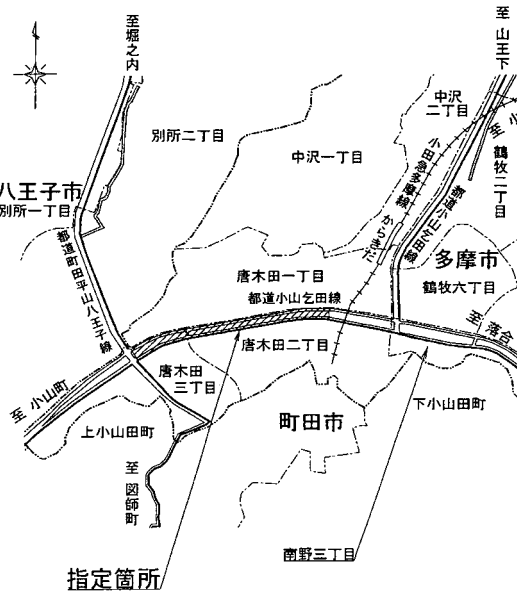 至堀之内
至山王下
中沢
二丁目
至小
至鶴牧二丁目
別所二丁目
中沢一丁目
小田急多摩線
からきだ
都道小山乞田線
八王子市
別所一丁目
都道町田平山八王子線
多摩市
鶴牧六丁目
唐木田一丁目
都道小山乞田線
至落合
唐木田二丁目
唐木田
三丁目
至小山町
上小山田町
町田市
下小山田町
至図師町
南野三丁目
指定箇所